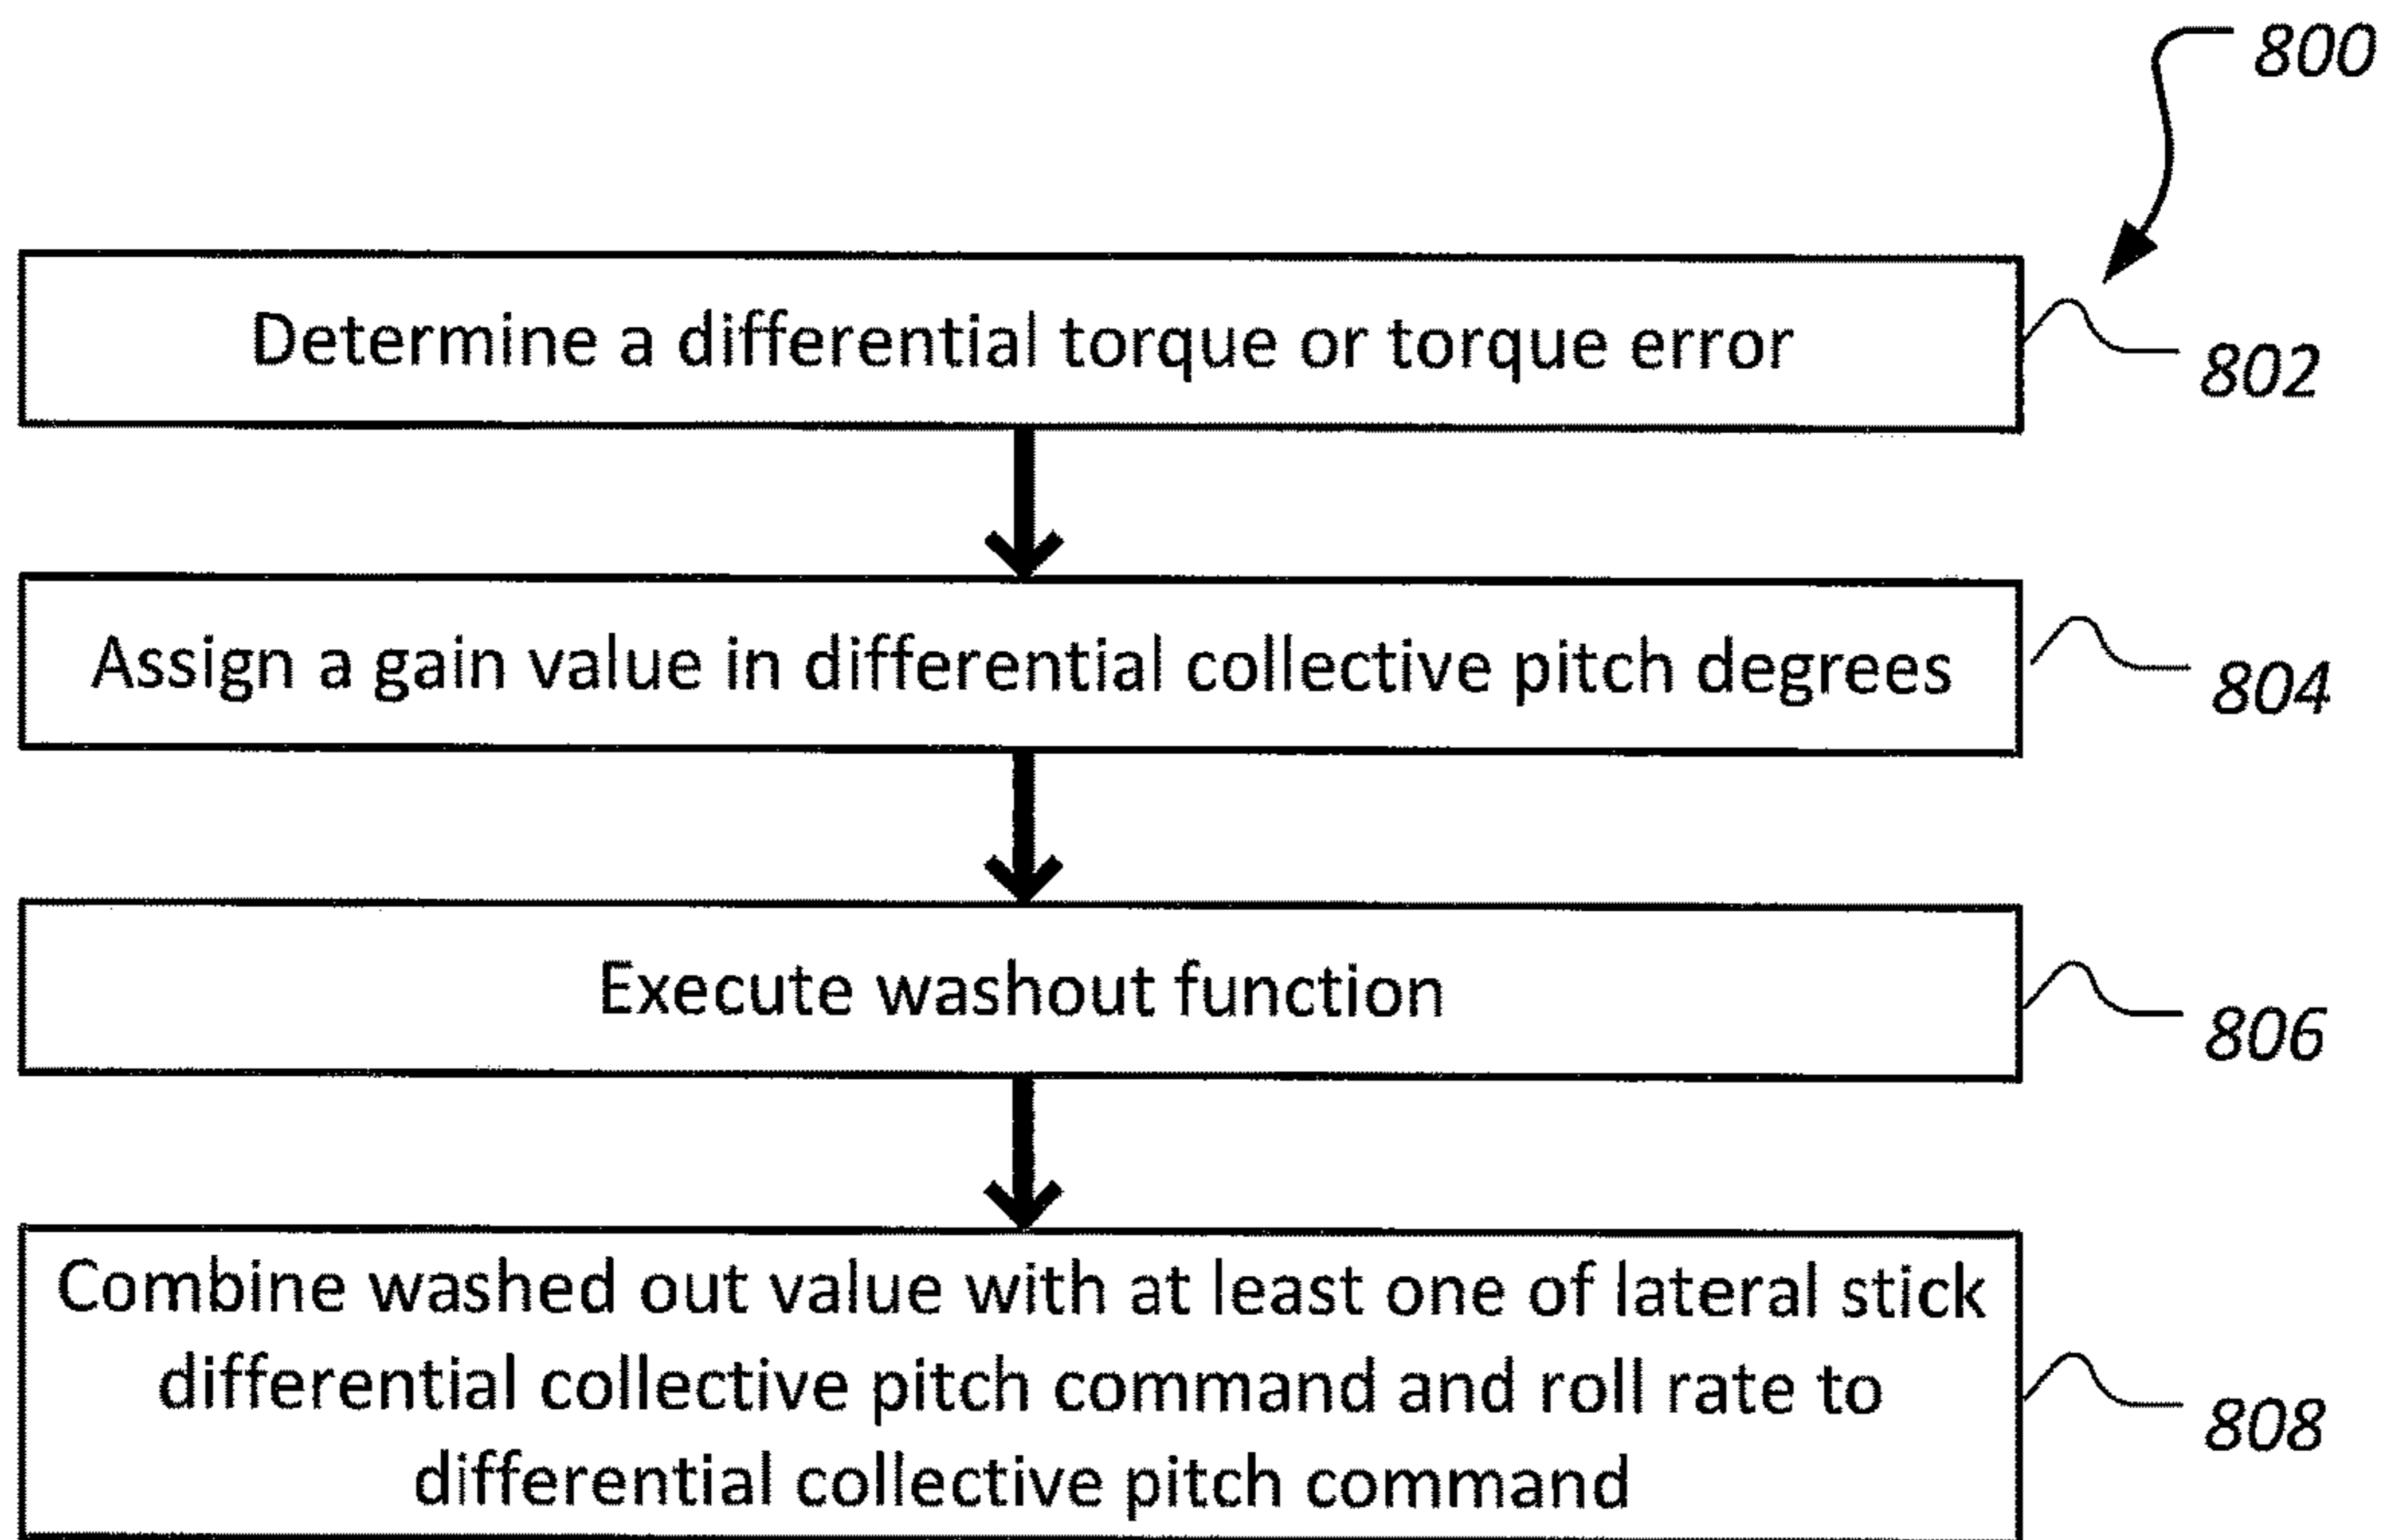 800
Determine a differential torque or torque error
802
Assign a gain value in differential collective pitch degrees
804
Execute washout function
806
Combine washed out value with at least one of lateral stick
differential collective pitch command and roll rate to
differential collective pitch command
808